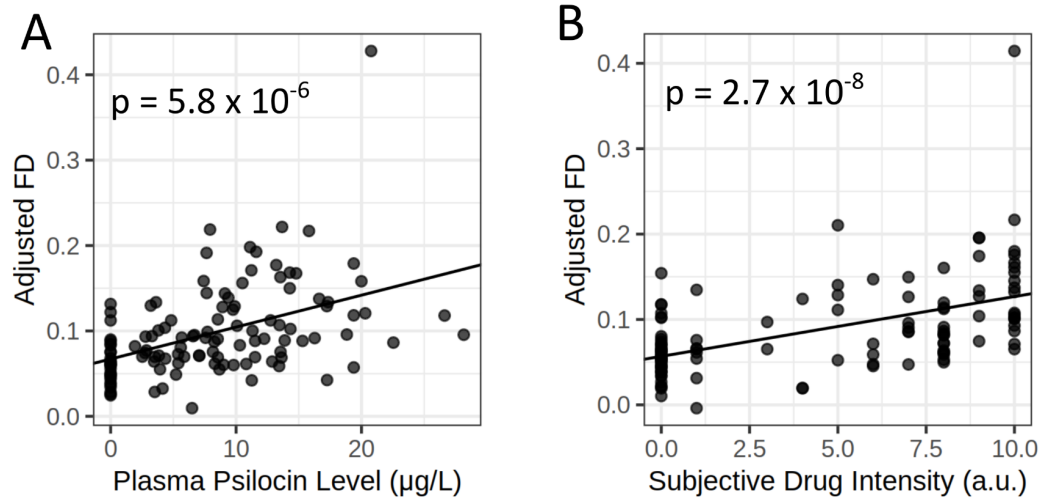 A
p = 5.8 x 10-6
0.4
0.3
0.2
0.1
0.0
Adjusted FD
0
10
20
Plasma Psilocin Level (μg/L)
B
p = 2.7 x 10-8
0.4
0.3
0.2
0.1
0.0
Adjusted FD
0.0
2.5
5.0
7.5
10.0
Subjective Drug Intensity (a.u.)